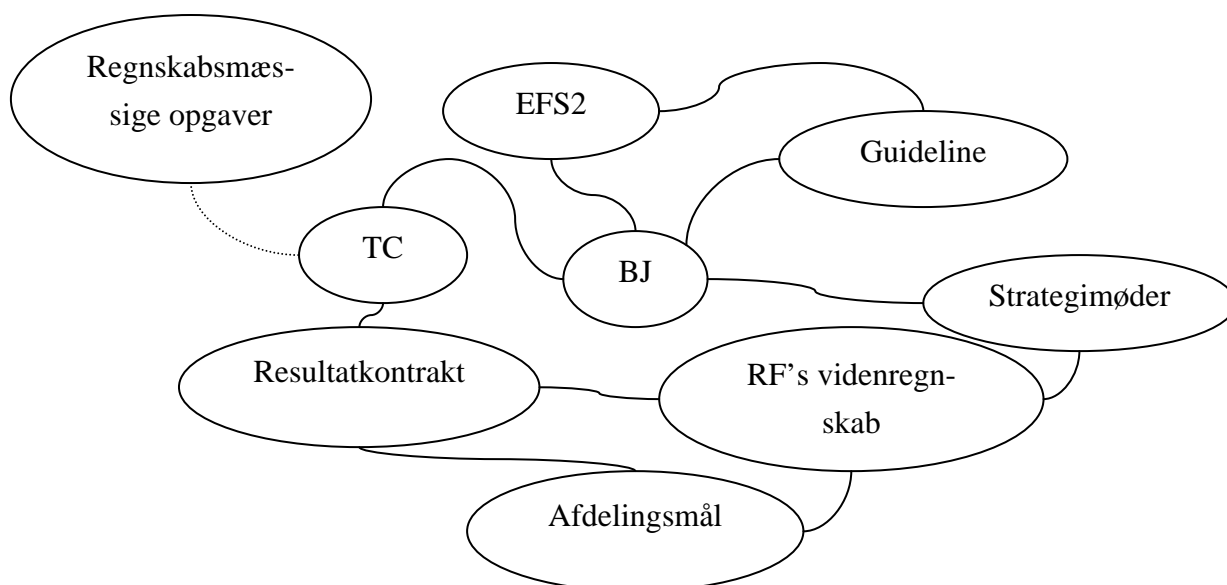 Regnskabsmæs-
sige opgaver
EFS2
Guideline
TC
BJ
Strategimøder
Resultatkontrakt
RF’s videnregn-
skab
Afdelingsmål